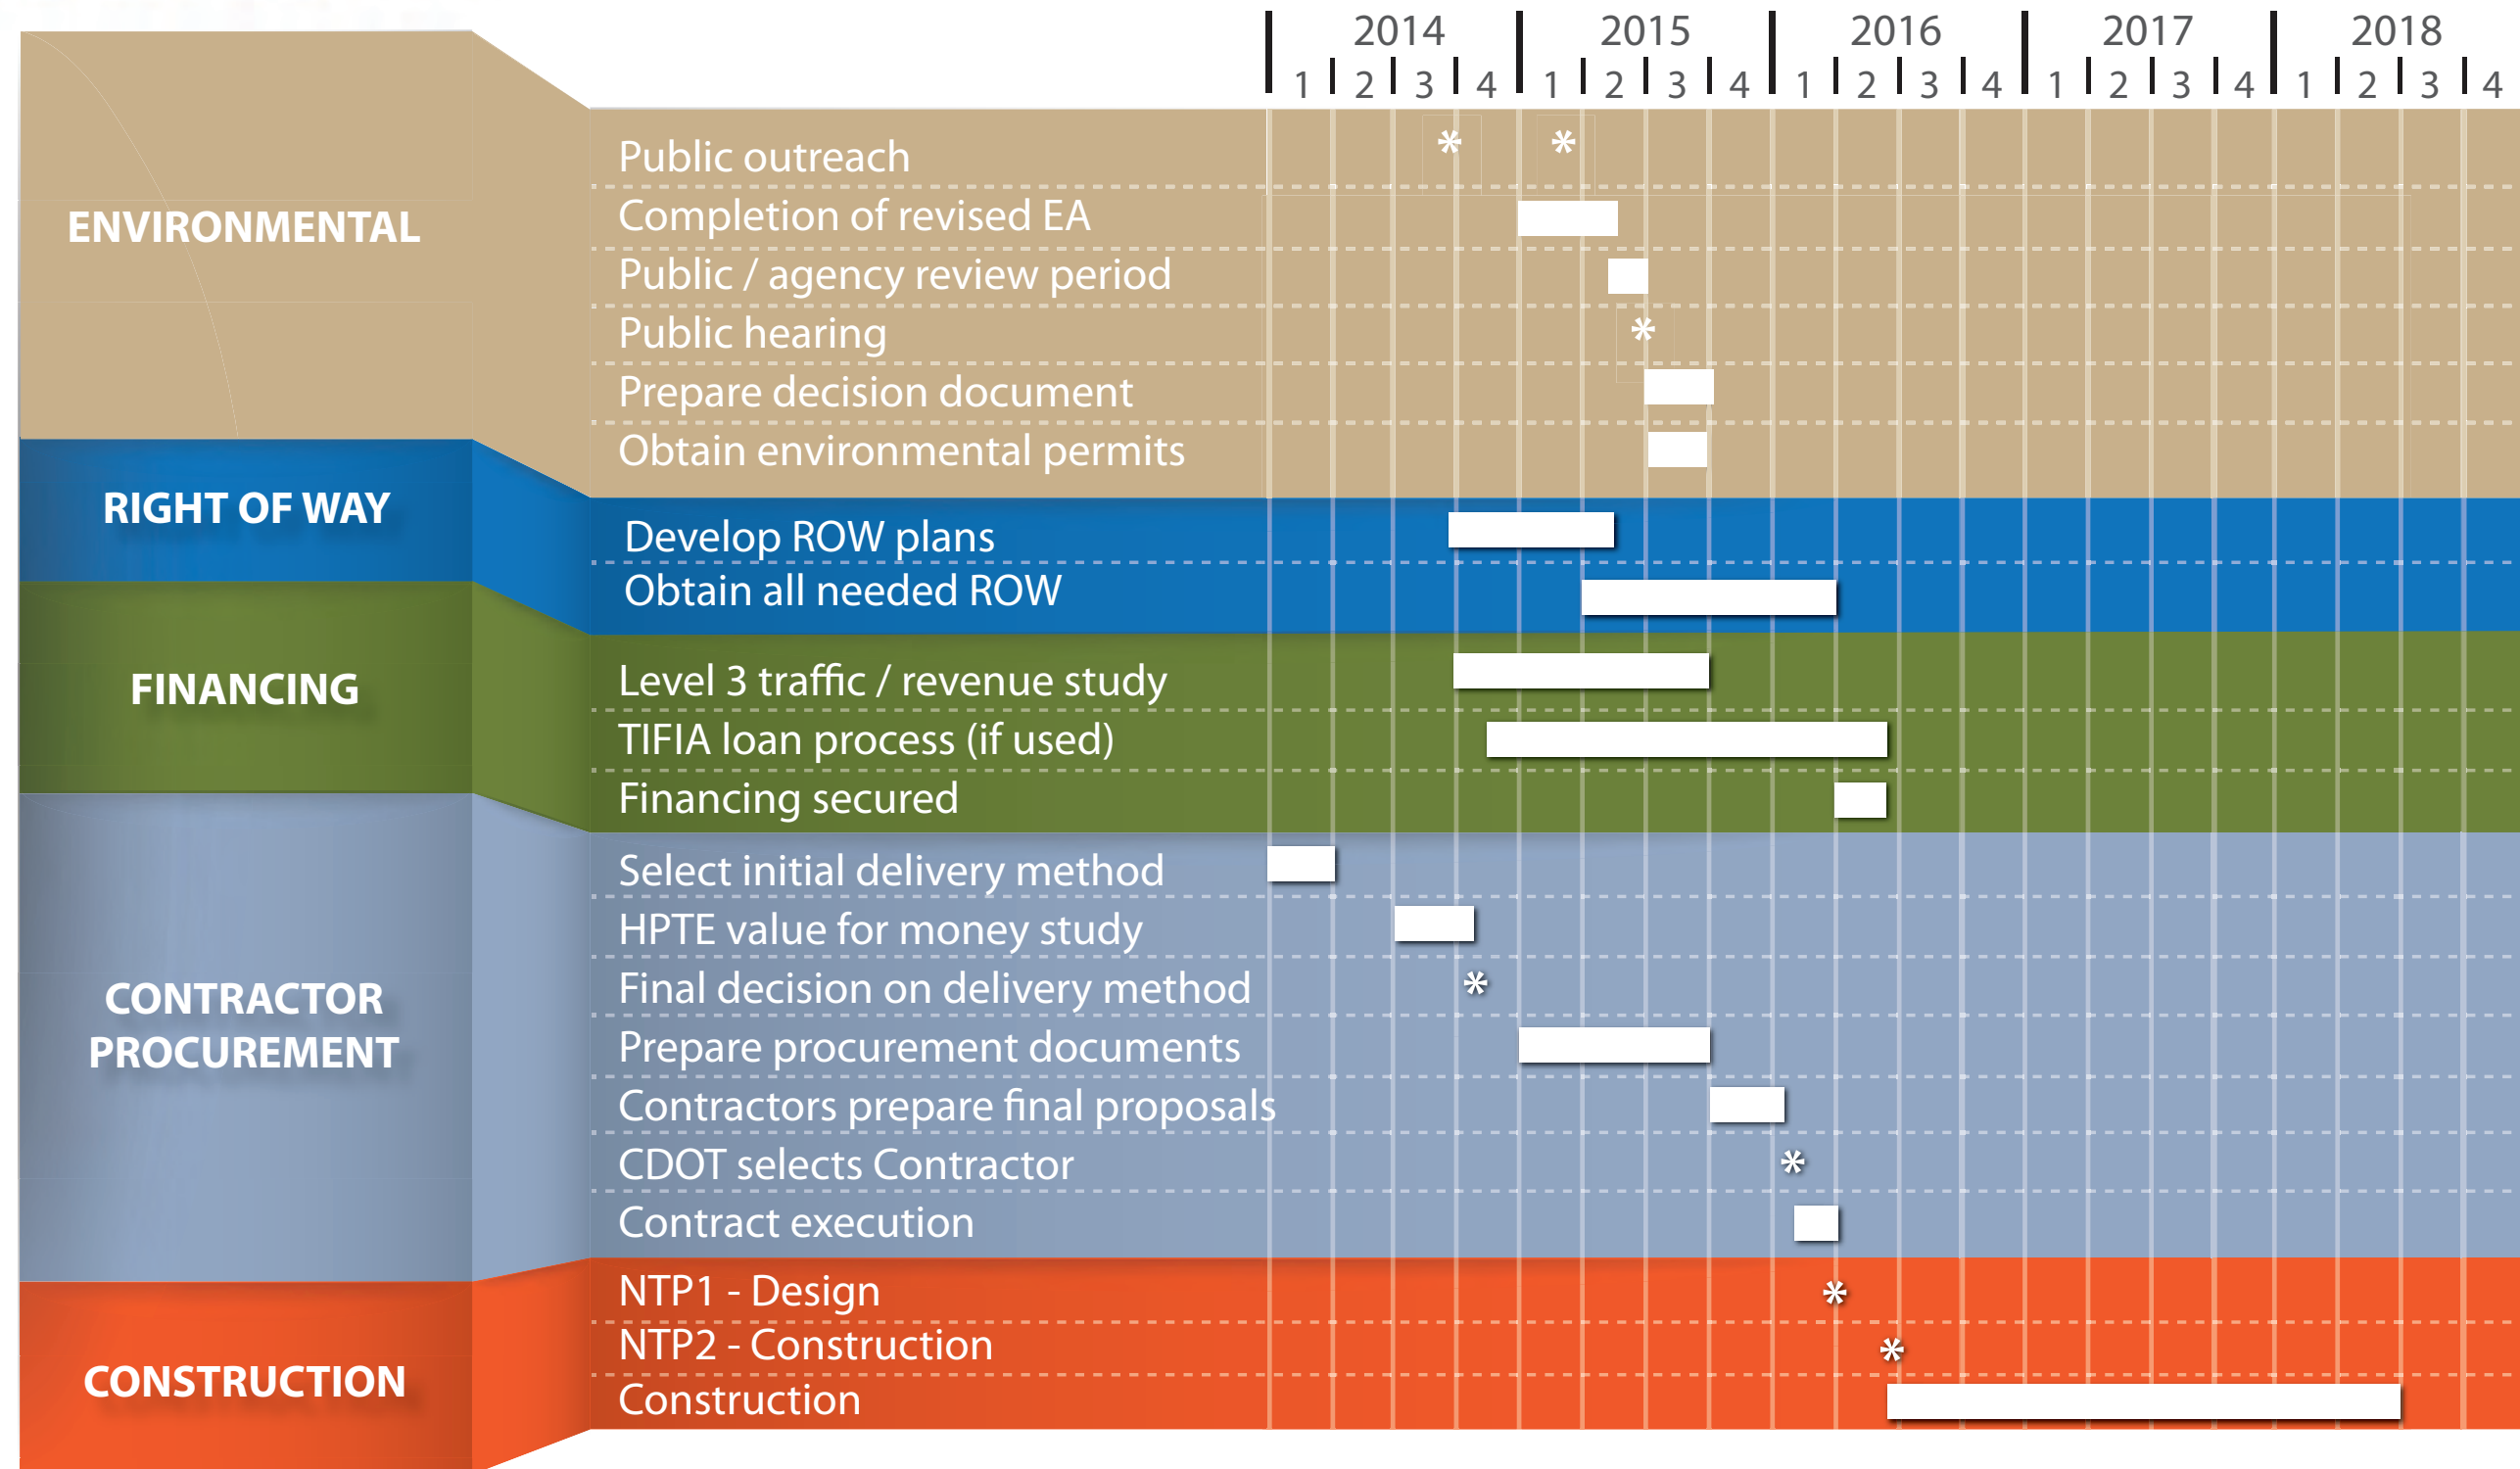 2014 2015 2016 2017 2018
1 2 3 4 1 2 3 4 1 2 3 4 1 2 3 4 1 2 3 4
ENVIRONMENTAL
Public outreach * *
Completion of revised EA
Public / agency review period
Public hearing *
Prepare decision document
Obtain environmental permits
RIGHT OF WAY
Develop ROW plans
Obtain all needed ROW
FINANCING
Level 3 traffic / revenue study
TIFIA loan process (if used)
Financing secured
CONTRACTOR
PROCUREMENT
Select initial delivery method
HPTE value for money study
Final decision on delivery method *
Prepare procurement documents
Contractors prepare final proposals
CDOT selects Contractor *
Contract execution
CONSTRUCTION
NTP1 - Design *
NTP2 - Construction *
Construction